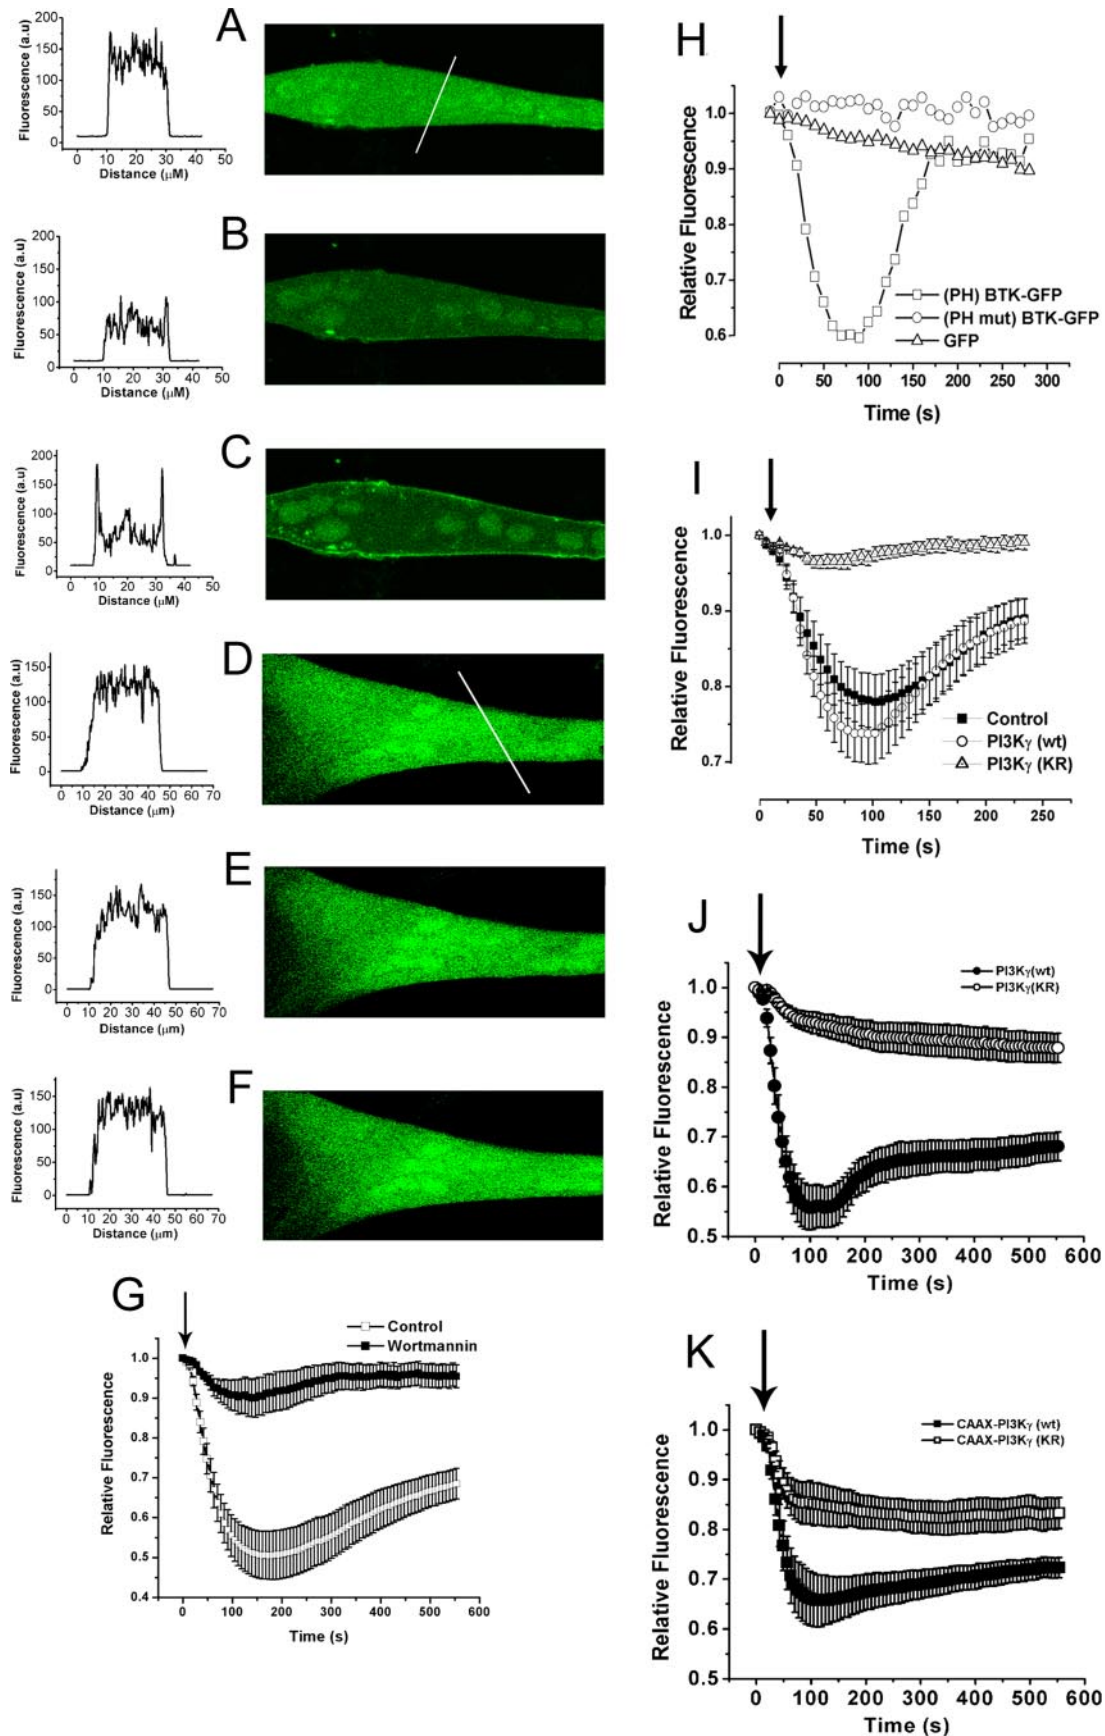 A
Fluorescence (a.u)
200
150
100
50
0
0 10 20 30 40 50
Distance (μM)
B
Fluorescence (a.u)
200
150
100
50
0
0 10 20 30 40 50
Distance (μM)
C
Fluorescence (a.u)
200
150
100
50
0
0 10 20 30 40 50
Distance (μM)
D
Fluorescence (a.u)
150
100
50
0
0 10 20 30 40 50 60 70
Distance (μm)
E
Fluorescence (a.u)
150
100
50
0
0 10 20 30 40 50 60 70
Distance (μm)
F
Fluorescence (a.u)
150
100
50
0
0 10 20 30 40 50 60 70
Distance (μm)
G
Control
Wortmannin
Relative Fluorescence
1.0
0.9
0.8
0.7
0.6
0.5
0.4
0 100 200 300 400 500 600
Time (s)
H
Relative Fluorescence
1.0
0.9
0.8
0.7
0.6
(PH) BTK-GFP
(PH mut) BTK-GFP
GFP
0 50 100 150 200 250 300
Time (s)
I
Relative Fluorescence
1.0
0.9
0.8
0.7
Control
PI3Kγ (wt)
PI3Kγ (KR)
0 50 100 150 200 250
Time (s)
J
PI3Kγ(wt)
PI3Kγ(KR)
Relative Fluorescence
1.0
0.9
0.8
0.7
0.6
0.5
0 100 200 300 400 500 600
Time (s)
K
CAAX-PI3Kγ (wt)
CAAX-PI3Kγ (KR)
Relative Fluorescence
1.0
0.9
0.8
0.7
0.6
0.5
0 100 200 300 400 500 600
Time (s)